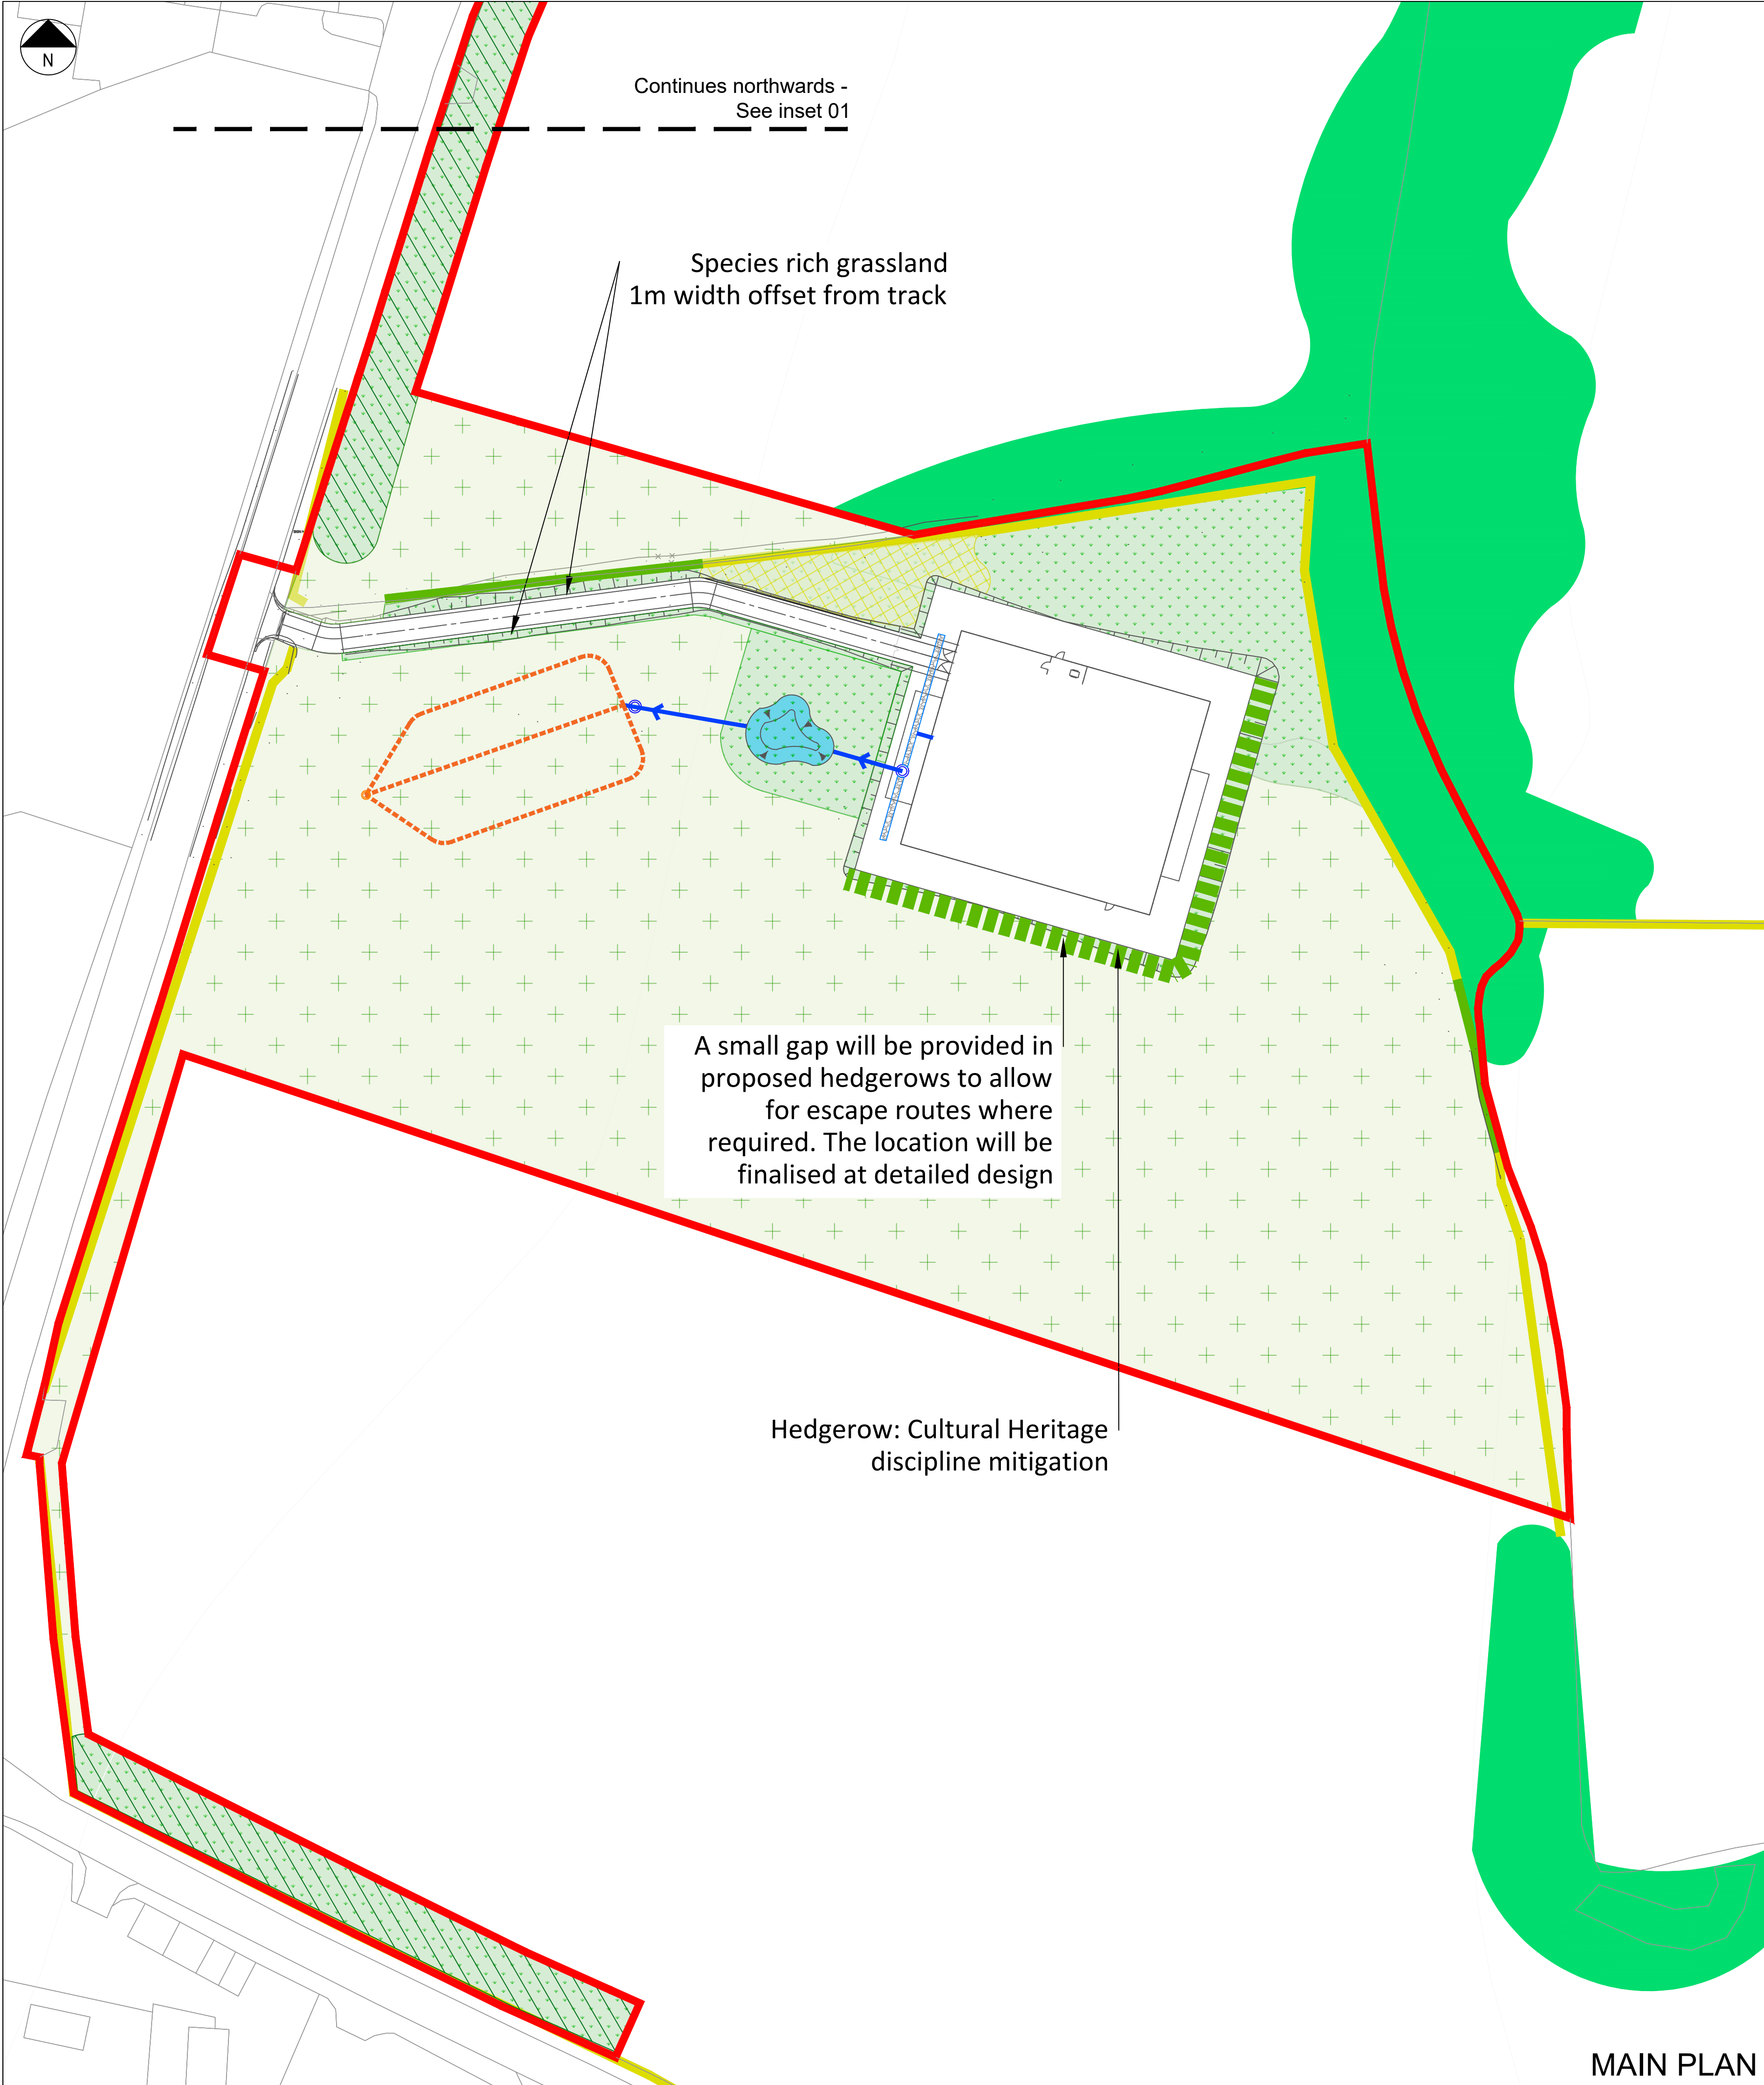 N
Continues northwards -
See inset 01
Species rich grassland
1m width offset from track
A small gap will be provided in
proposed hedgerows to allow
for escape routes where
required. The location will be
finalised at detailed design
Hedgerow: Cultural Heritage
discipline mitigation
MAIN PLAN